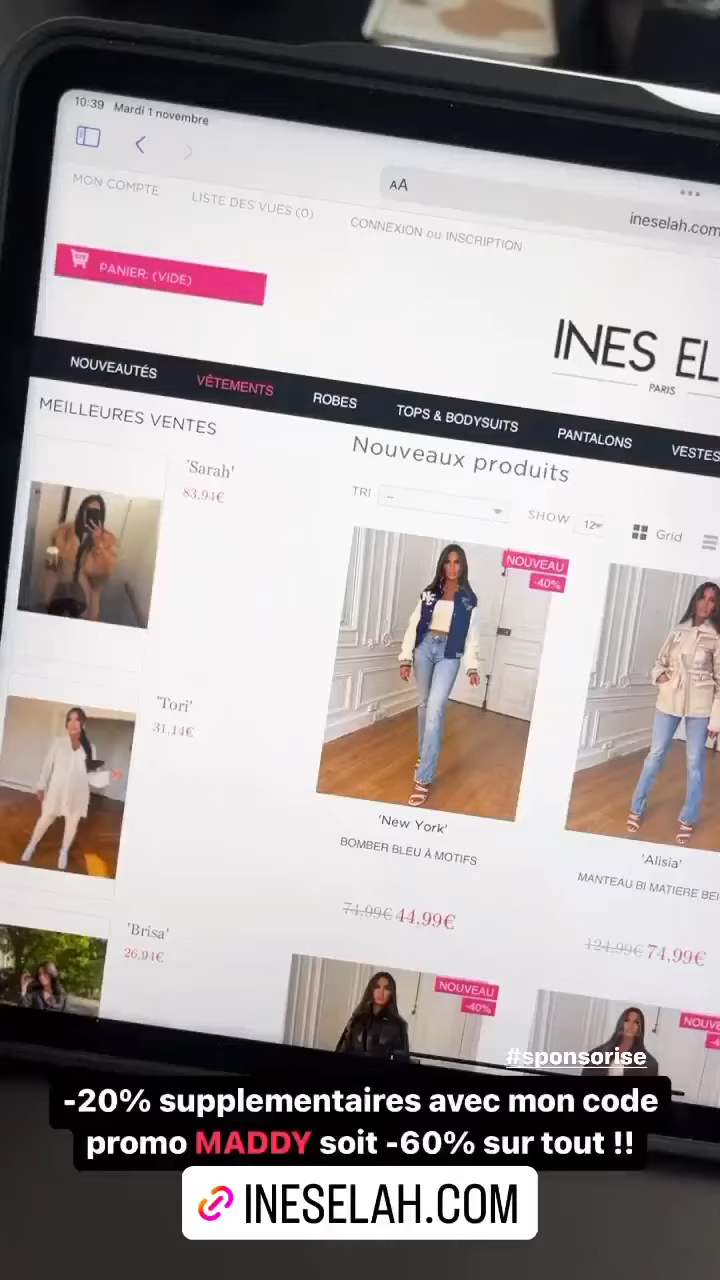 10:39 Mardi 1 novembre
AA
ineselah.com
MON COMPTE
LISTE DES VUES (0)
CONNEXION ou INSCRIPTION
PANIER: (VIDE)
INES EL
PARIS
NOUVEAUTÉS
VÊTEMENTS
ROBES
TOPS & BODYSUITS
PANTALONS
VESTES
MEILLEURES VENTES
Nouveaux produits
TRI
--
SHOW
12
Grid
'Sarah'
83,94€
NOUVEAU
-40%
'Tori'
31,14€
'New York'
BOMBER BLEU À MOTIFS
74,99€ 44,99€
'Alisia'
MANTEAU BI MATIERE BEI
124,99€ 74,99€
'Brisa'
26,94€
NOUVEAU
-40%
NOUVE
-4
#sponsorise
-20% supplementaires avec mon code
promo MADDY soit -60% sur tout !!
INESELAH.COM